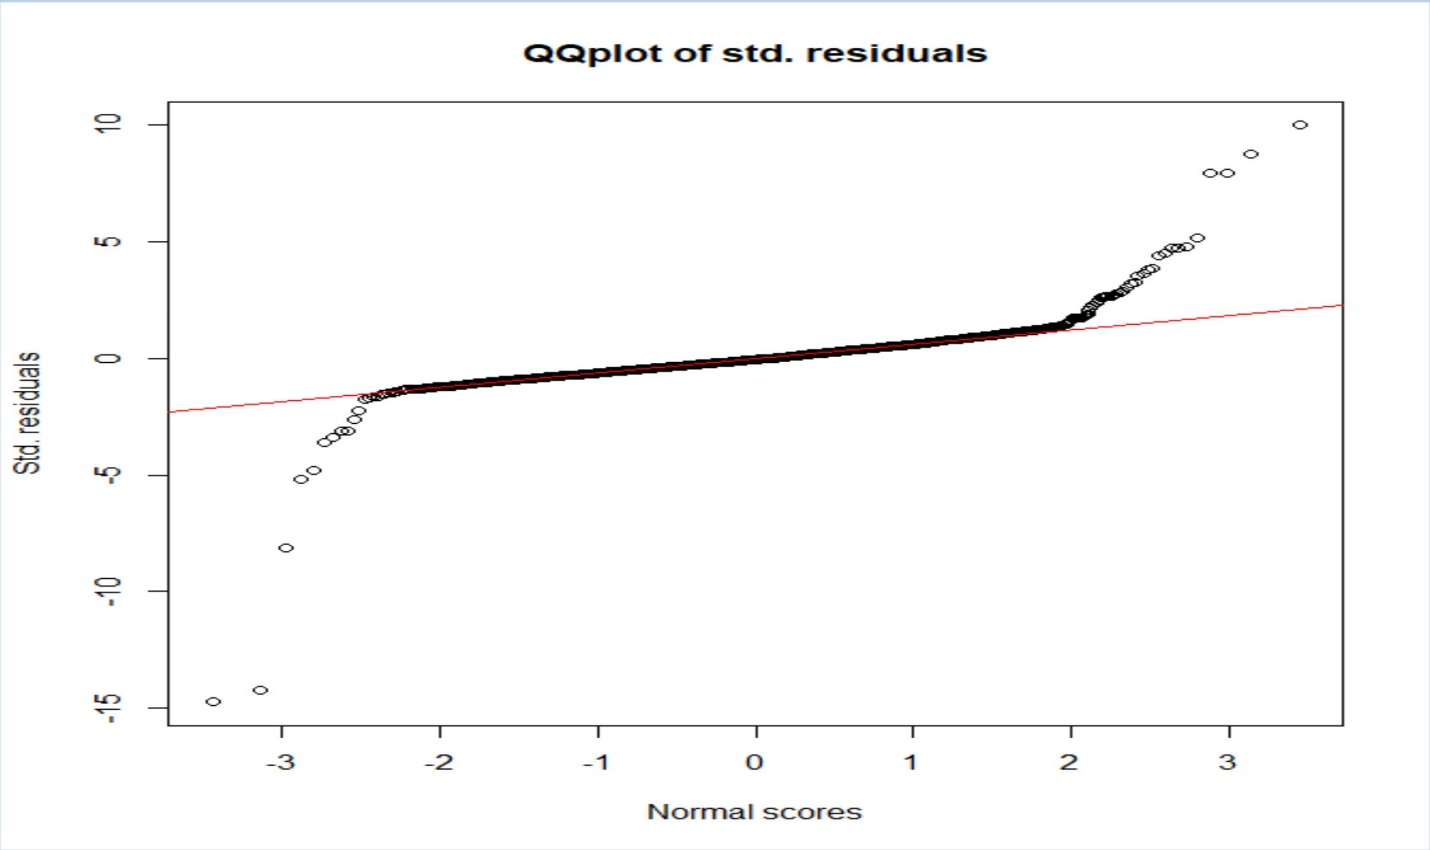 QQplot of std. residuals
10
5
0
-5
-10
-15
Std. residuals
-3 -2 -1 0 1 2 3
Normal scores